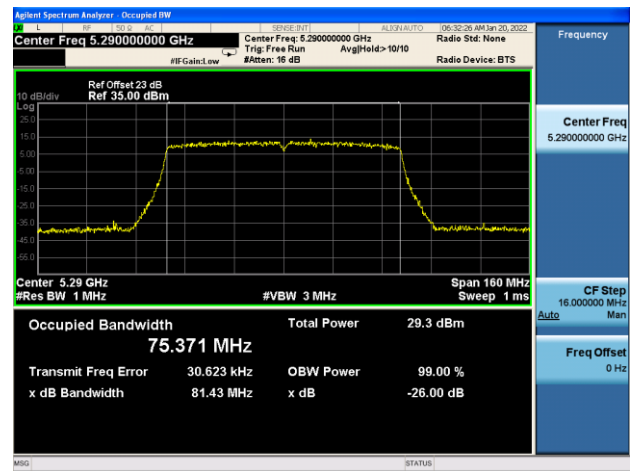 Agilent Spectrum Analyzer - Occupied BW
L RF 50 Ω AC SENSE:INT ALIGN AUTO 06:32:26 AM Jan 20, 2022
Center Freq 5.290000000 GHz Center Freq: 5.290000000 GHz Radio Std: None Frequency
Trig: Free Run Avg|Hold:>10/10
#IFGain:Low #Atten: 16 dB Radio Device: BTS
Ref Offset 23 dB
10 dB/div Ref 35.00 dBm
Log
25.0
15.0
5.00
-5.00
-15.0
-25.0
-35.0
-45.0
-55.0
Center Freq
5.290000000 GHz
Center 5.29 GHz Span 160 MHz
#Res BW 1 MHz #VBW 3 MHz Sweep 1 ms
CF Step
16.000000 MHz
Auto Man
Occupied Bandwidth Total Power 29.3 dBm
75.371 MHz
Transmit Freq Error 30.623 kHz OBW Power 99.00 %
x dB Bandwidth 81.43 MHz x dB -26.00 dB
Freq Offset
0 Hz
MSG STATUS